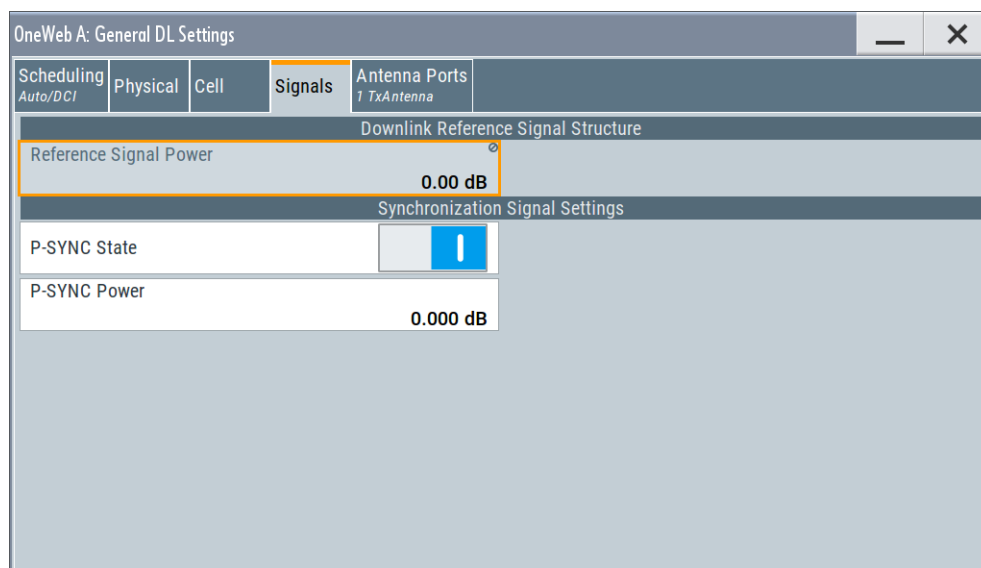 OneWeb A: General DL Settings
Scheduling
Auto/DCI
Physical
Cell
Signals
Antenna Ports
1 TxAntenna
Downlink Reference Signal Structure
Reference Signal Power
0.00 dB
Synchronization Signal Settings
P-SYNC State
P-SYNC Power
0.000 dB